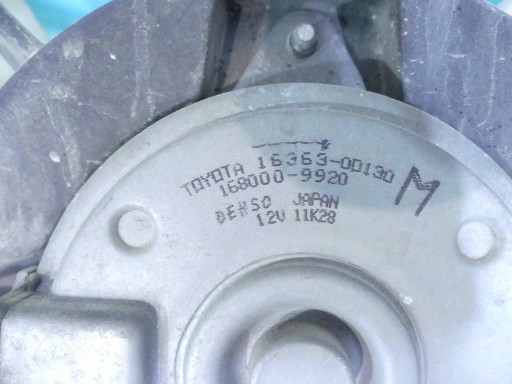 TOYOTA 16363-0D130
168000-9920
M
DENSO JAPAN
12V 11K28